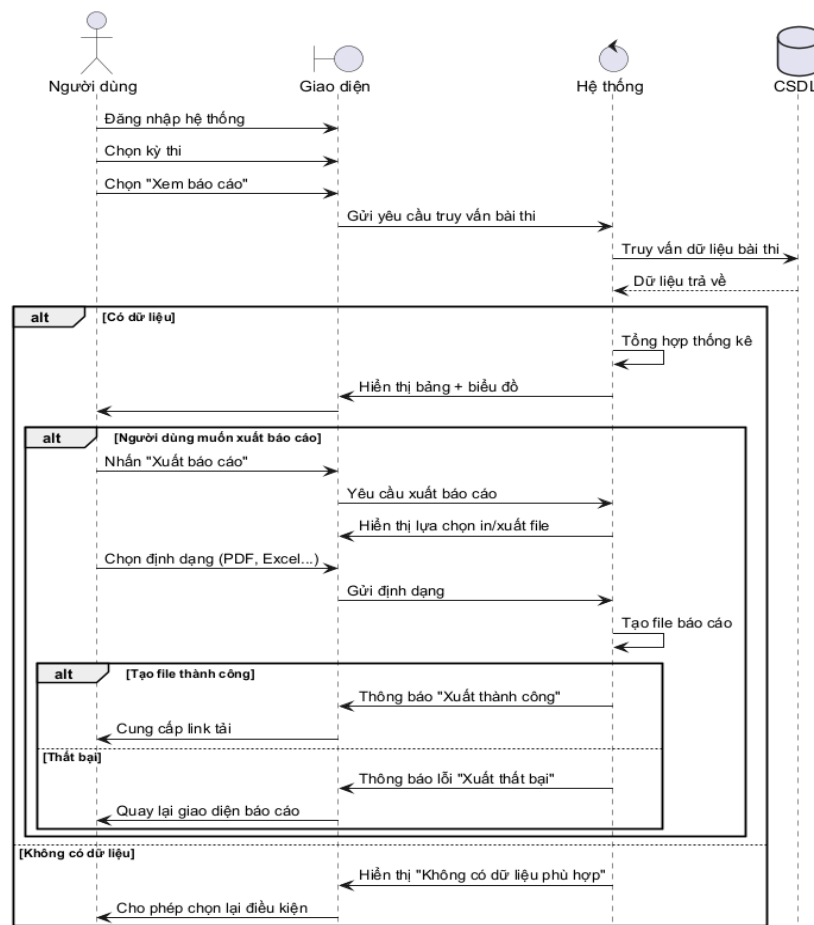 Người dùng
Giao diện
Hệ thống
CSDL
Đăng nhập hệ thống
Chọn kỳ thi
Chọn "Xem báo cáo"
Gửi yêu cầu truy vấn bài thi
Truy vấn dữ liệu bài thi
Dữ liệu trả về
alt [Có dữ liệu]
Tổng hợp thống kê
Hiển thị bảng + biểu đồ
alt [Người dùng muốn xuất báo cáo]
Nhấn "Xuất báo cáo"
Yêu cầu xuất báo cáo
Hiển thị lựa chọn in/xuất file
Chọn định dạng (PDF, Excel...)
Gửi định dạng
Tạo file báo cáo
alt [Tạo file thành công]
Thông báo "Xuất thành công"
Cung cấp link tải
[Thất bại]
Thông báo lỗi "Xuất thất bại"
Quay lại giao diện báo cáo
[Không có dữ liệu]
Hiển thị "Không có dữ liệu phù hợp"
Cho phép chọn lại điều kiện